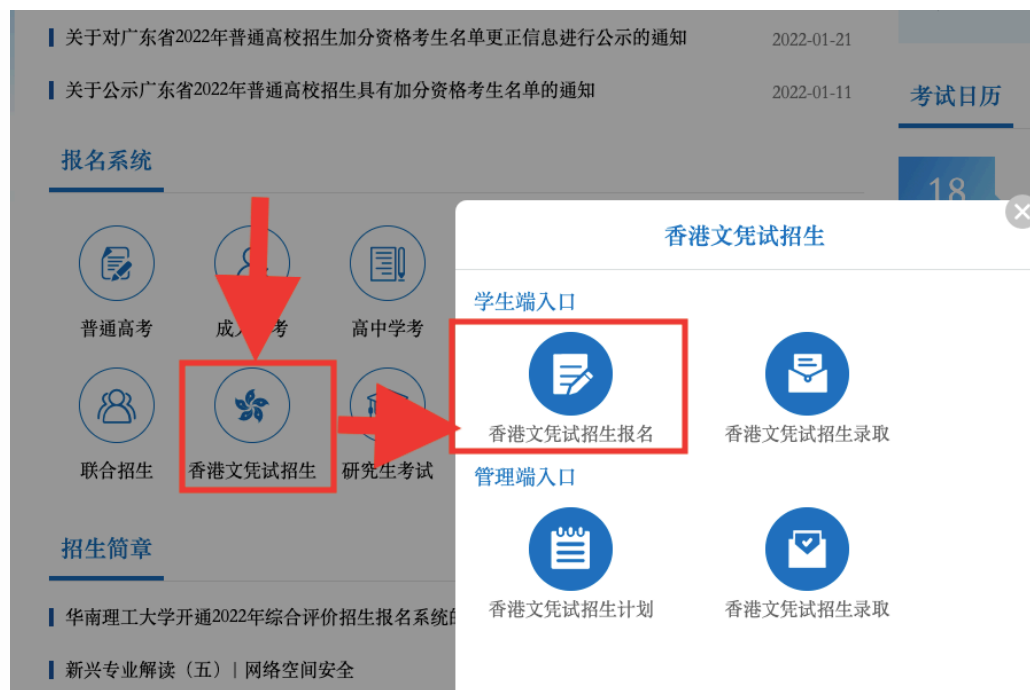 关于对广东省2022年普通高校招生加分资格考生名单更正信息进行公示的通知 2022-01-21
关于公示广东省2022年普通高校招生具有加分资格考生名单的通知 2022-01-11
考试日历
18
报名系统
普通高考 成人 考 高中学考
联合招生 香港文凭试招生 研究生考试
香港文凭试招生
学生端入口
香港文凭试招生报名 香港文凭试招生录取
管理端入口
香港文凭试招生计划 香港文凭试招生录取
招生简章
华南理工大学开通2022年综合评价招生报名系统的
新兴专业解读（五）| 网络空间安全